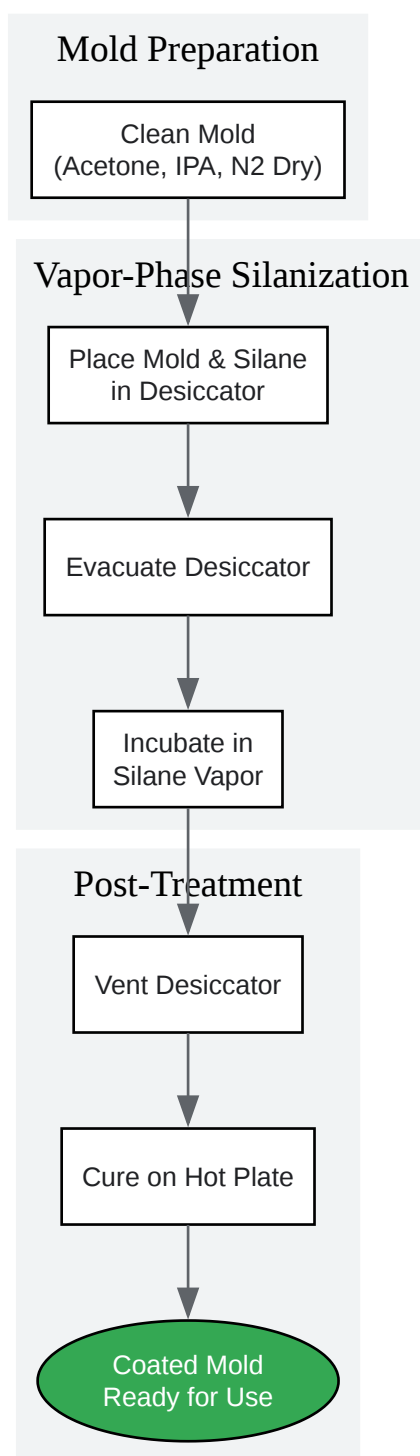 Mold Preparation
Clean Mold
(Acetone, IPA, N2 Dry)
Vapor-Phase Silanization
Place Mold & Silane
in Desiccator
Evacuate Desiccator
Incubate in
Silane Vapor
Post-Treatment
Vent Desiccator
Cure on Hot Plate
Coated Mold
Ready for Use